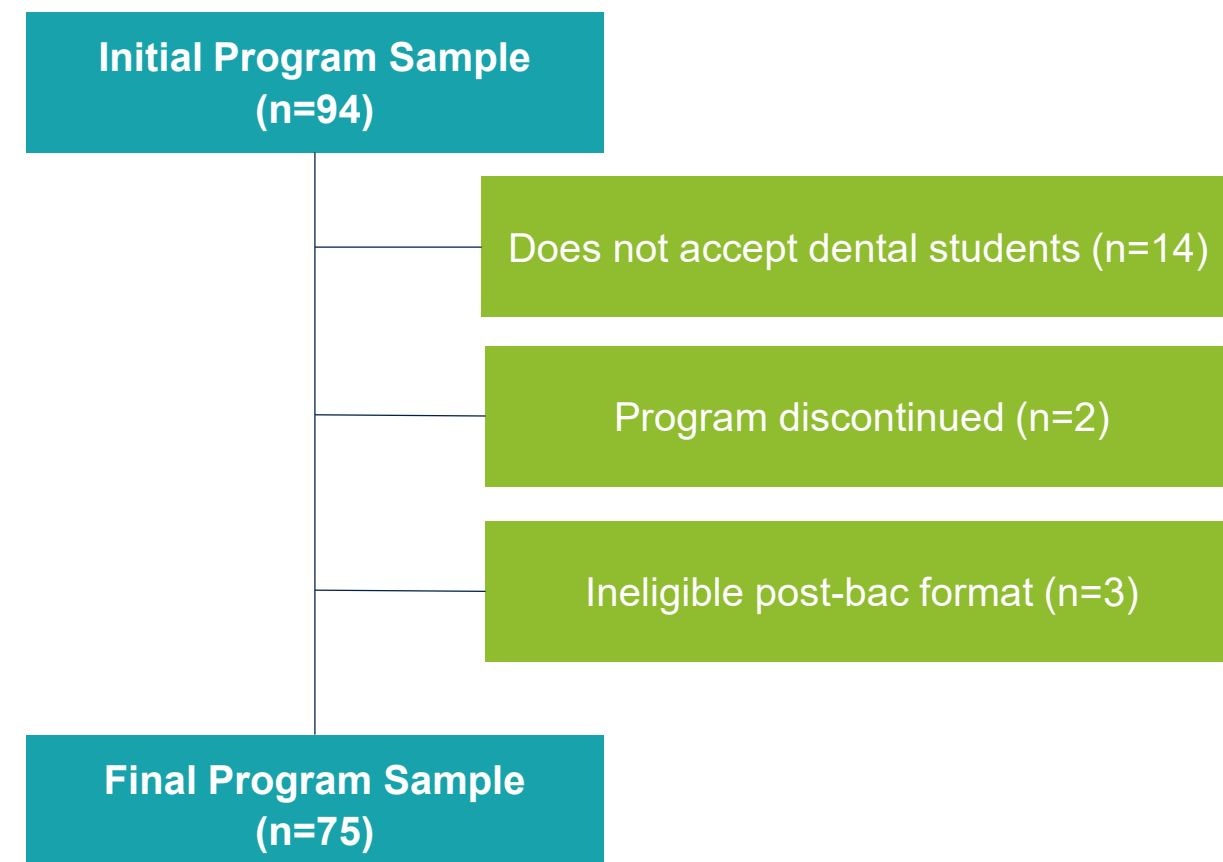 Initial Program Sample
(n=94)
Does not accept dental students (n=14)
Program discontinued (n=2)
Ineligible post-bac format (n=3)
Final Program Sample
(n=75)